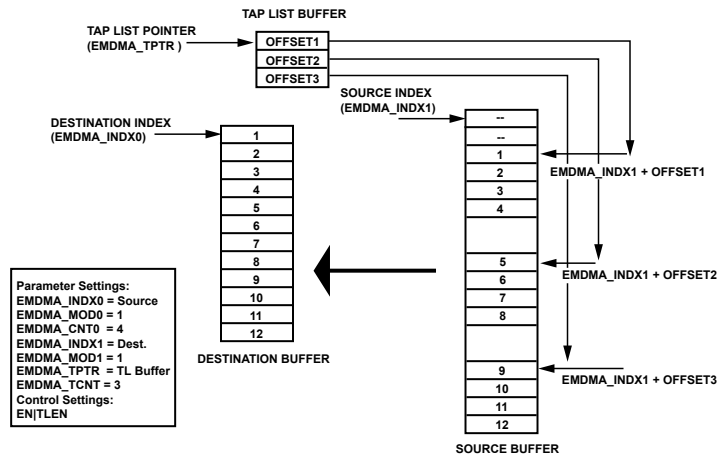 TAP LIST BUFFER
TAP LIST POINTER
(EMDMA_TPTR )
OFFSET1
OFFSET2
OFFSET3
SOURCE INDEX
(EMDMA_INDX1)
DESTINATION INDEX
(EMDMA_INDX0)
1
2
3
4
5
6
7
8
9
10
11
12
DESTINATION BUFFER
--
--
1
2
3
4
5
6
7
8
9
10
11
12
SOURCE BUFFER
EMDMA_INDX1 + OFFSET1
EMDMA_INDX1 + OFFSET2
EMDMA_INDX1 + OFFSET3
Parameter Settings:
EMDMA_INDX0 = Source
EMDMA_MOD0 = 1
EMDMA_CNT0 = 4
EMDMA_INDX1 = Dest.
EMDMA_MOD1 = 1
EMDMA_TPTR = TL Buffer
EMDMA_TCNT = 3
Control Settings:
EN|TLEN